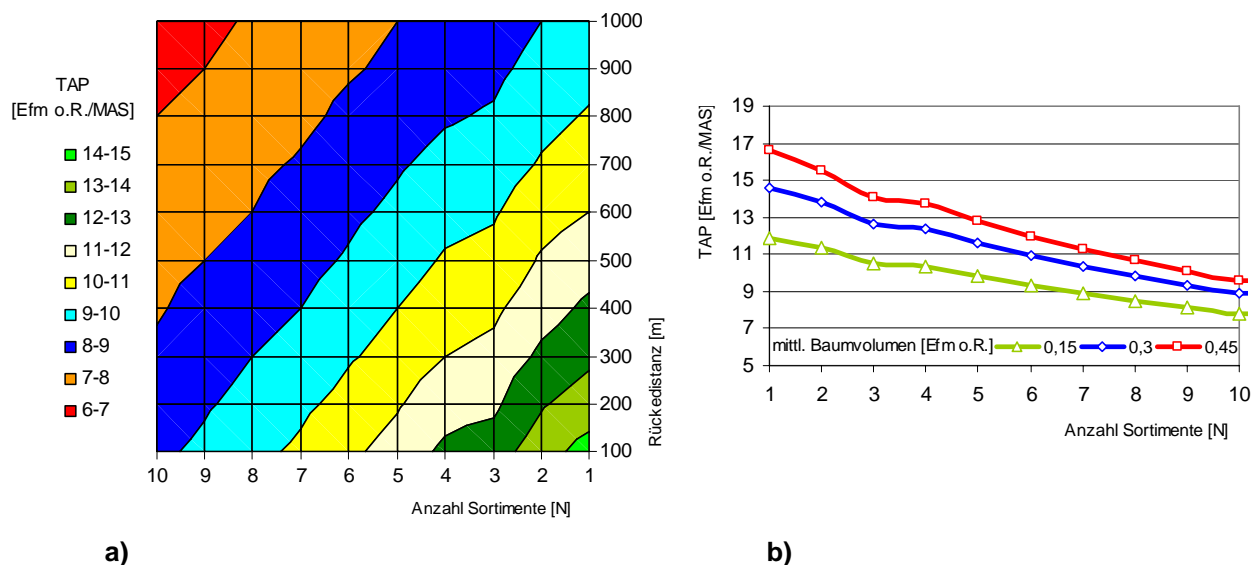 TAP
[Efm o.R./MAS]
14-15
13-14
12-13
11-12
10-11
9-10
8-9
7-8
6-7
1000
900
800
700
600
500
400
300
200
100
Rückedistanz [m]
10 9 8 7 6 5 4 3 2 1
Anzahl Sortimente [N]
a)
TAP [Efm o.R./MAS]
19
17
15
13
11
9
7
5
mittl. Baumvolumen [Efm o.R.] 0,15 0,3 0,45
1 2 3 4 5 6 7 8 9 10
Anzahl Sortimente [N]
b)